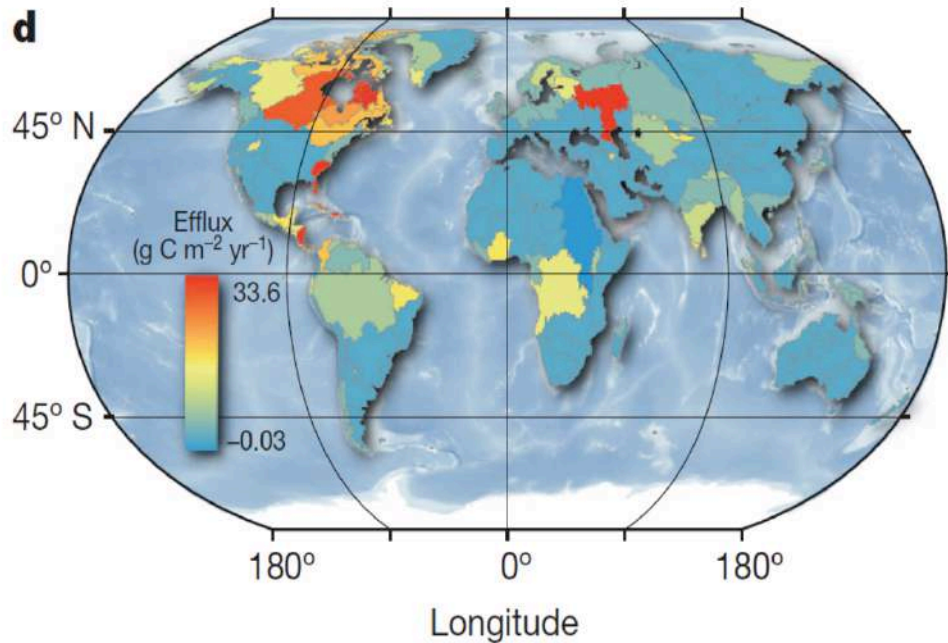 d
45° N
Efflux
(g C m⁻² yr⁻¹)
0°
33.6
45° S
−0.03
180° 0° 180°
Longitude